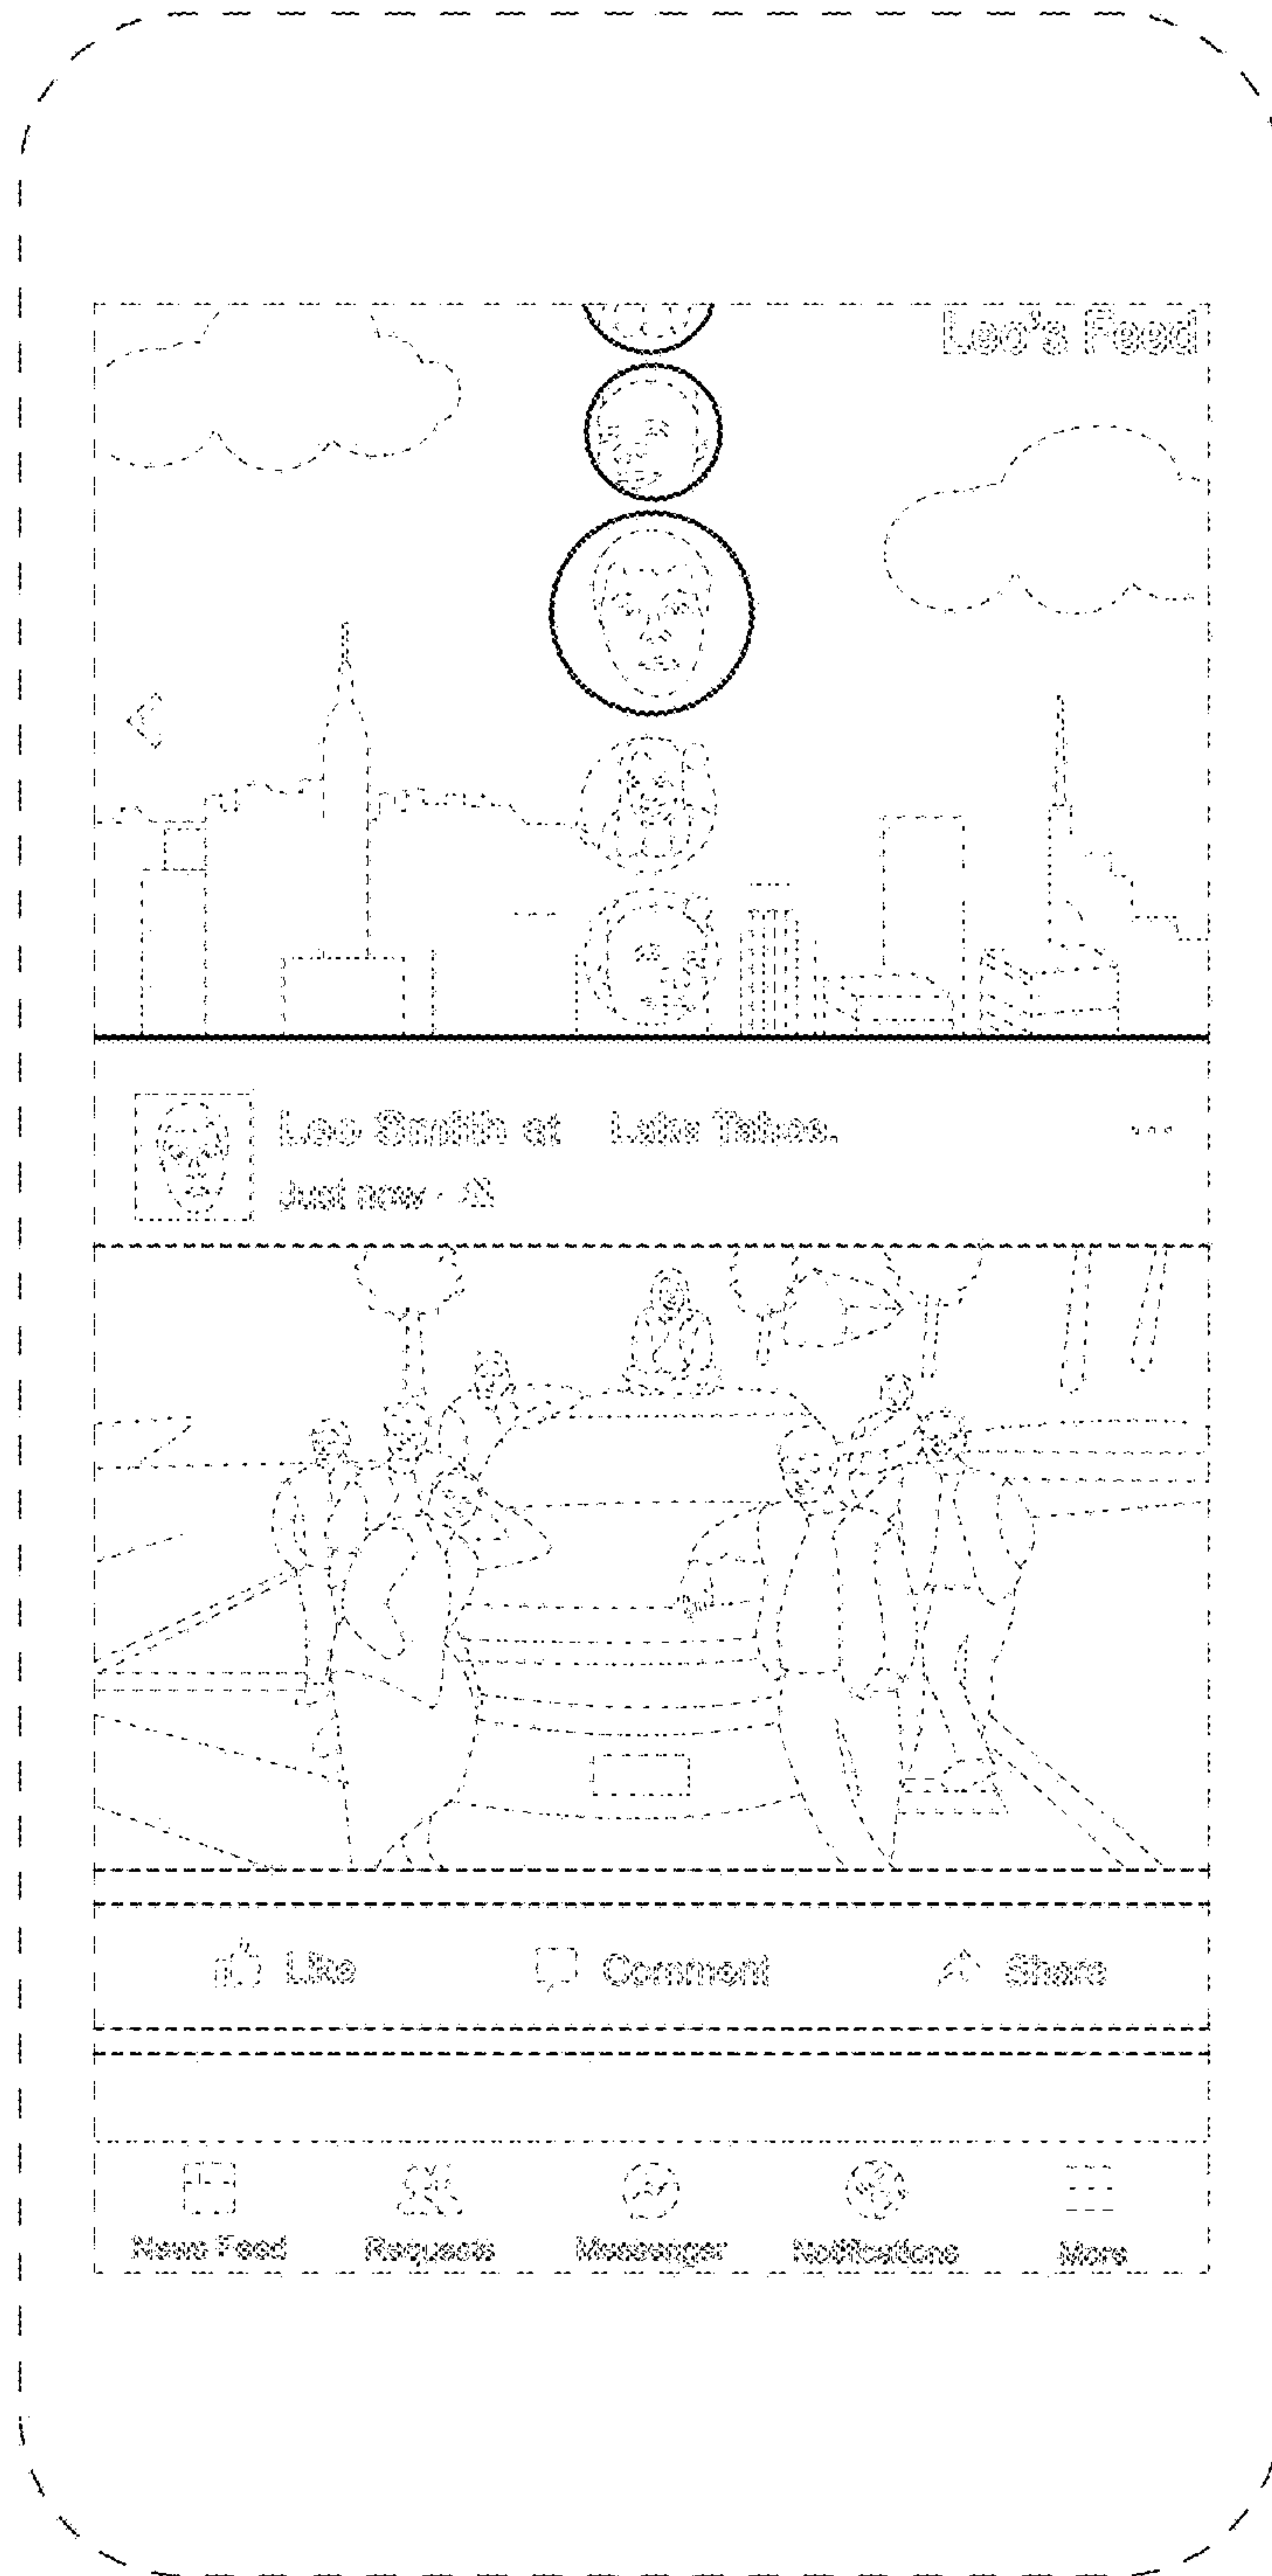 Leo's Feed
Leo Smith at Lake Tahoe.
Just now ·
Like Comment Share
News Feed Requests Messenger Notifications More